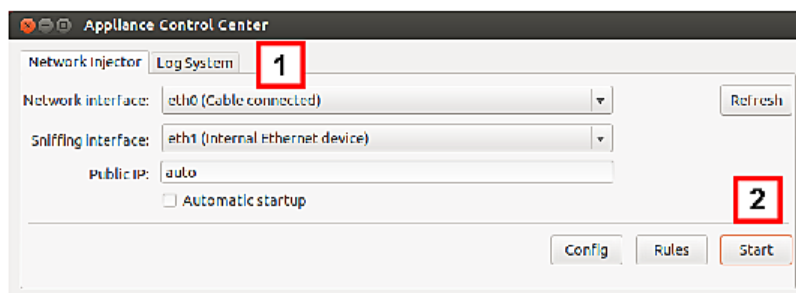 Appliance Control Center
Network Injector Log System
1
Network interface: eth0 (Cable connected) Refresh
Sniffing interface: eth1 (Internal Ethernet device)
Public IP: auto
Automatic startup
2
Config Rules Start